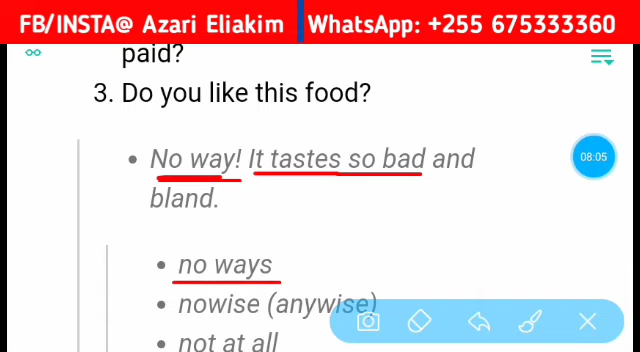 FB/INSTA@ Azari Eliakim WhatsApp: +255 675333360
paid?
3. Do you like this food?
• No way! It tastes so bad and
bland.
08:05
• no ways
• nowise (anywise)
• not at all